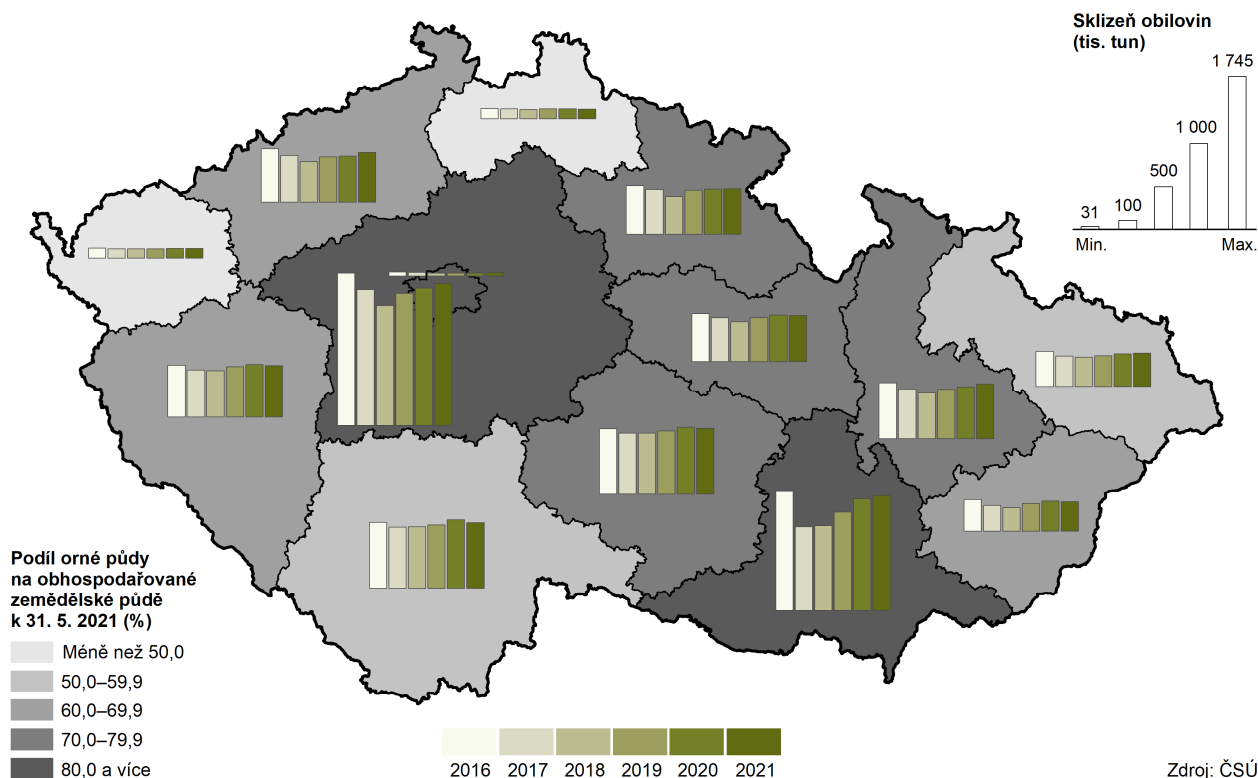 Sklizeň obilovin
(tis. tun)
1 745
1 000
500
100
31
Min.
Max.
Podíl orné půdy
na obhospodařované
zemědělské půdě
k 31. 5. 2021 (%)
Méně než 50,0
50,0–59,9
60,0–69,9
70,0–79,9
80,0 a více
2016 2017 2018 2019 2020 2021
Zdroj: ČSÚ